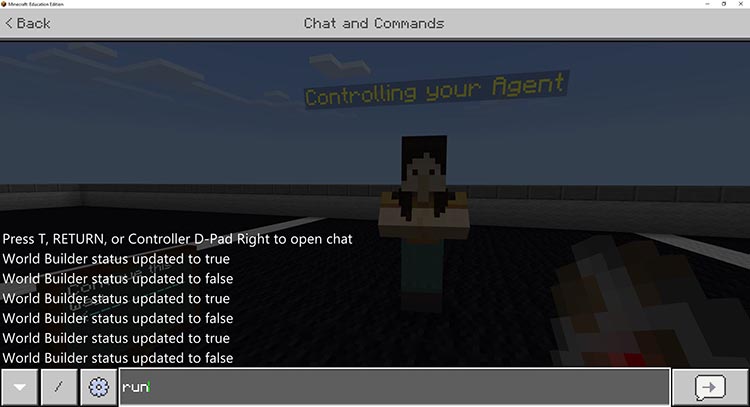 Minecraft: Education Edition
< Back
Chat and Commands
Controlling your Agent
Press T, RETURN, or Controller D-Pad Right to open chat
World Builder status updated to true
World Builder status updated to false
World Builder status updated to true
World Builder status updated to false
World Builder status updated to true
World Builder status updated to false
/
run